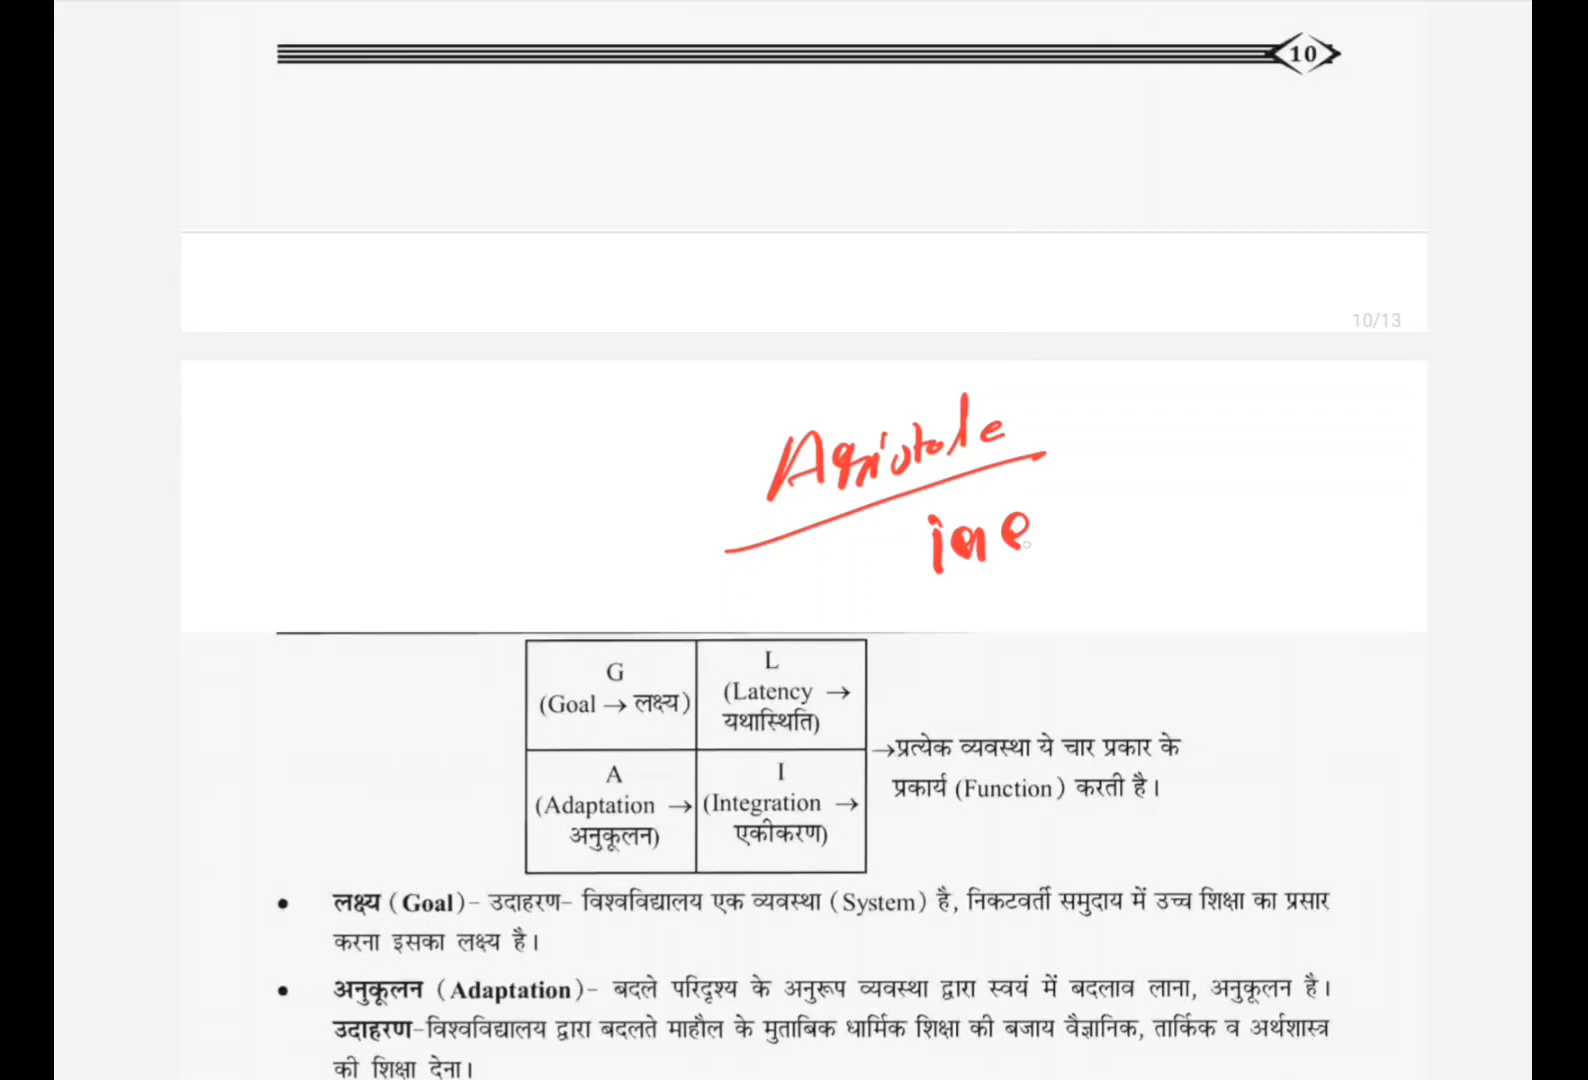 10
10/13
G
(Goal → लक्ष्य)
L
(Latency →
यथास्थिति)
A
(Adaptation →
अनुकूलन)
I
(Integration →
एकीकरण)
→प्रत्येक व्यवस्था ये चार प्रकार के
प्रकार्य (Function) करती है।
• लक्ष्य (Goal)- उदाहरण- विश्वविद्यालय एक व्यवस्था (System) है, निकटवर्ती समुदाय में उच्च शिक्षा का प्रसार
करना इसका लक्ष्य है।
• अनुकूलन (Adaptation)- बदले परिदृश्य के अनुरूप व्यवस्था द्वारा स्वयं में बदलाव लाना, अनुकूलन है।
उदाहरण-विश्वविद्यालय द्वारा बदलते माहौल के मुताबिक धार्मिक शिक्षा की बजाय वैज्ञानिक, तार्किक व अर्थशास्त्र
की शिक्षा देना।